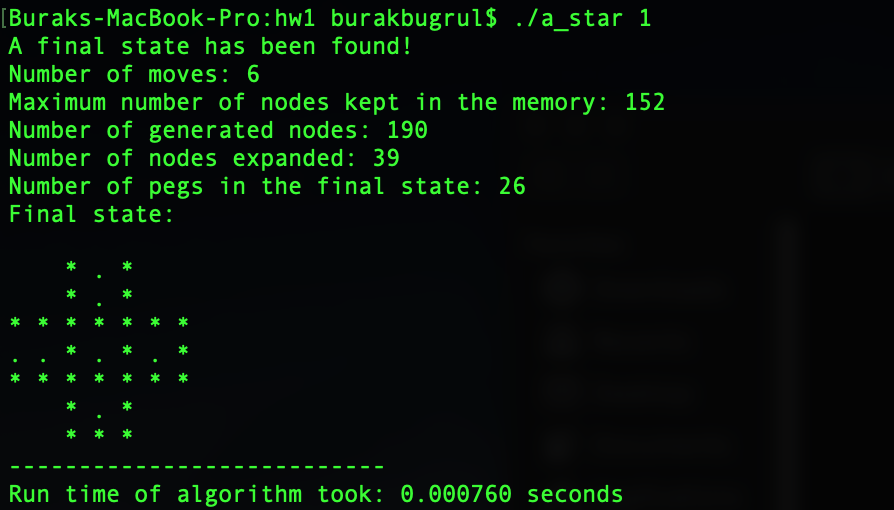 [Buraks-MacBook-Pro:hw1 burakbugrul$ ./a_star 1
A final state has been found!
Number of moves: 6
Maximum number of nodes kept in the memory: 152
Number of generated nodes: 190
Number of nodes expanded: 39
Number of pegs in the final state: 26
Final state:
    * . *
    * . *
* * * * * * *
. . * . * . *
* * * * * * *
    * . *
    * * *
---------------------------
Run time of algorithm took: 0.000760 seconds